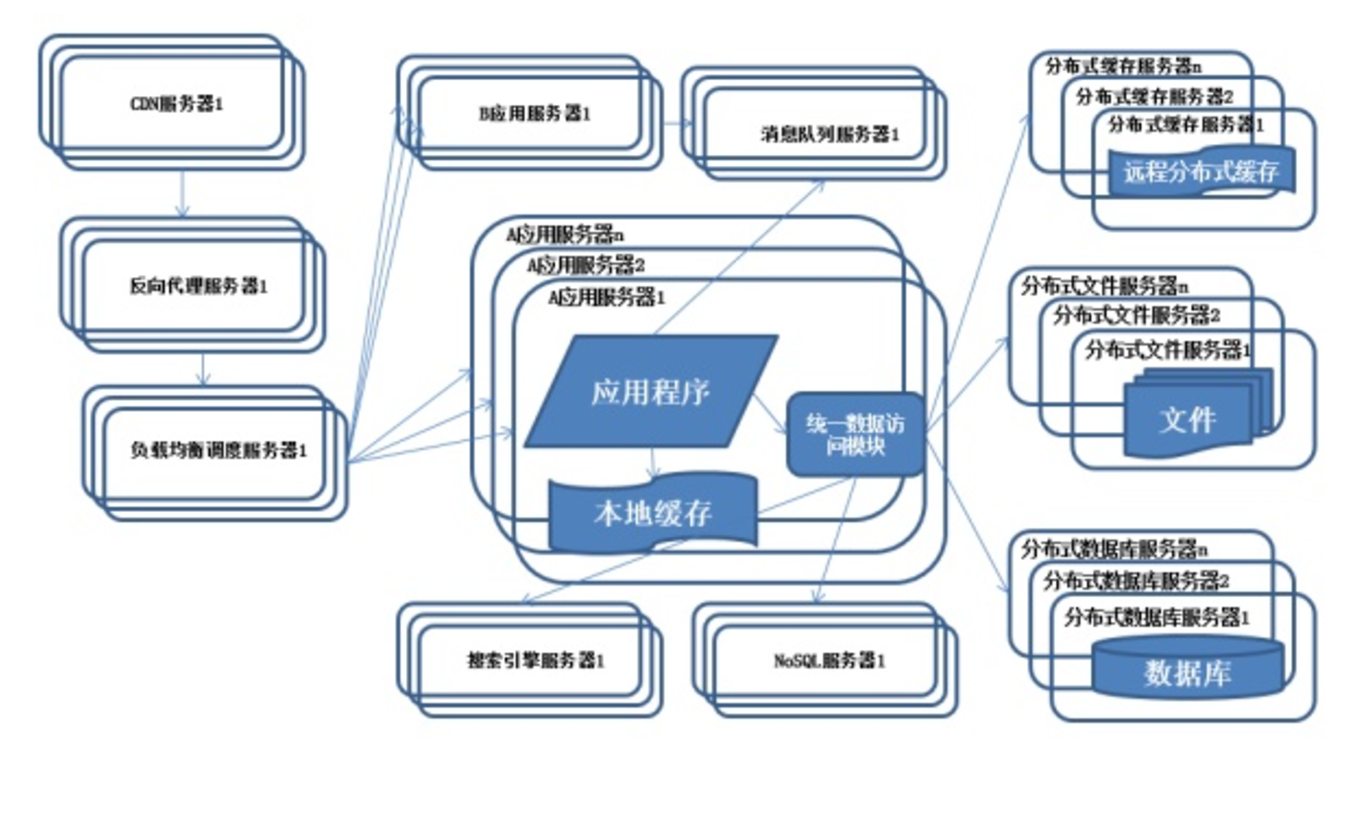 CDN服务器1
反向代理服务器1
负载均衡调度服务器1
B应用服务器1
消息队列服务器1
A应用服务器n
A应用服务器2
A应用服务器1
应用程序
统一数据访
问模块
本地缓存
搜索引擎服务器1
NoSQL服务器1
分布式缓存服务器n
分布式缓存服务器2
分布式缓存服务器1
远程分布式缓存
分布式文件服务器n
分布式文件服务器2
分布式文件服务器1
文件
分布式数据库服务器n
分布式数据库服务器2
分布式数据库服务器1
数据库